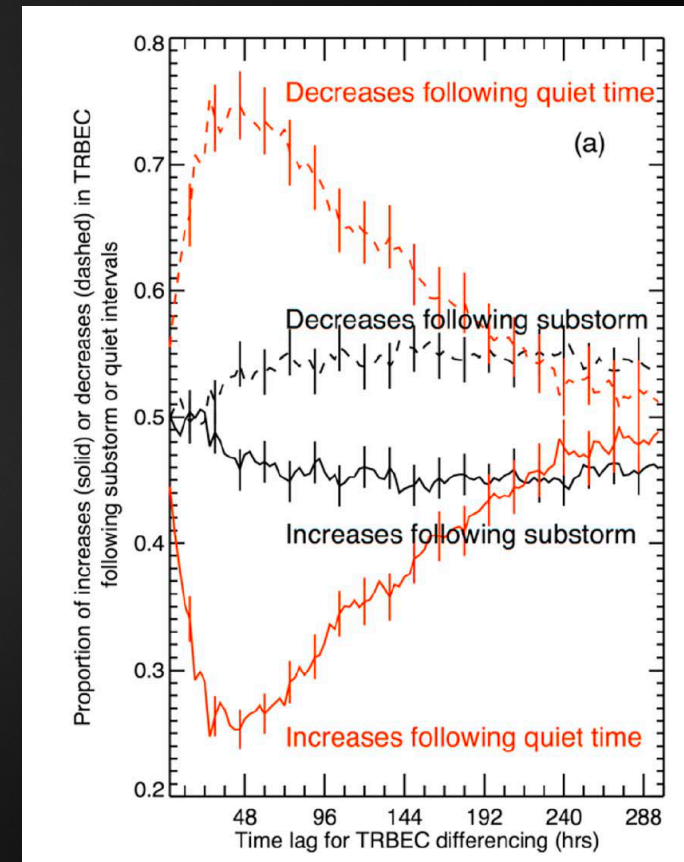 Proportion of increases (solid) or decreases (dashed) in TRBEC
following substorm or quiet intervals
0.8
0.7
0.6
0.5
0.4
0.3
0.2
Decreases following quiet time
(a)
Decreases following substorm
Increases following substorm
Increases following quiet time
48 96 144 192 240 288
Time lag for TRBEC differencing (hrs)